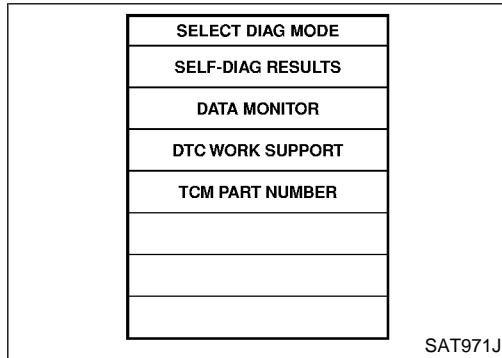 SELECT DIAG MODE
SELF-DIAG RESULTS
DATA MONITOR
DTC WORK SUPPORT
TCM PART NUMBER
SAT971J